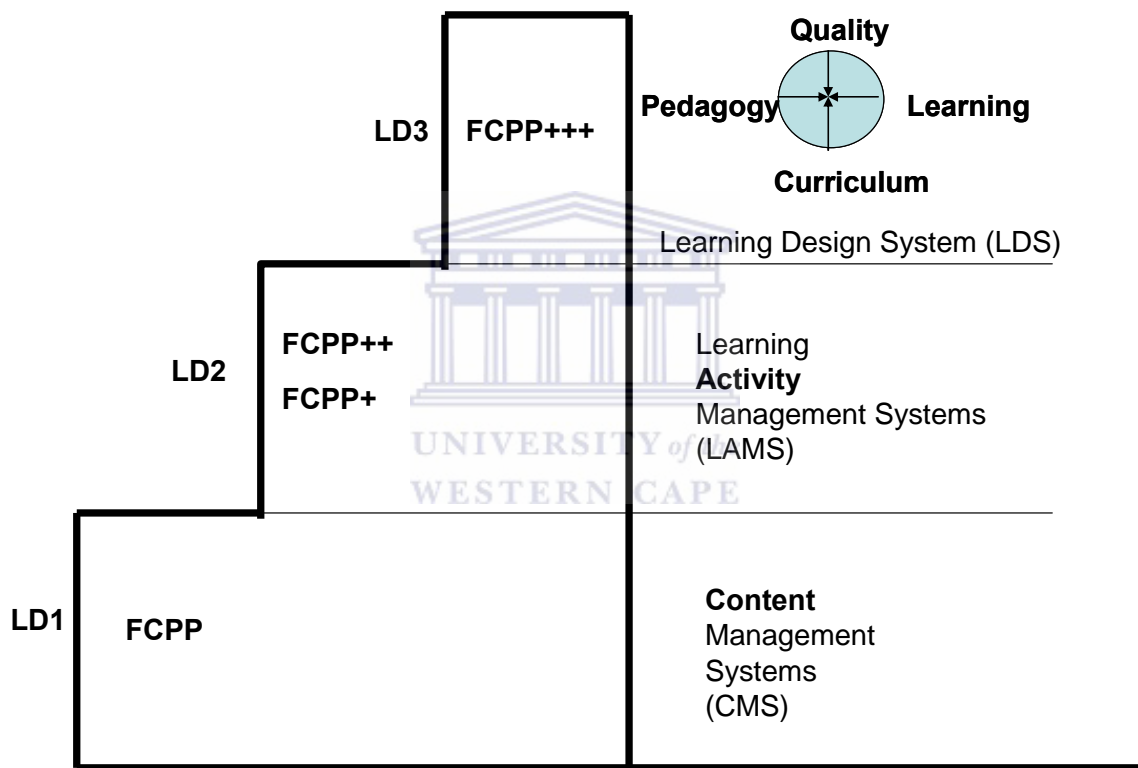 Quality
Pedagogy
Learning
Curriculum
LD3
FCPP+++
Learning Design System (LDS)
LD2
FCPP++
FCPP+
Learning
Activity
Management Systems
(LAMS)
UNIVERSITY of the
WESTERN CAPE
LD1
FCPP
Content
Management
Systems
(CMS)